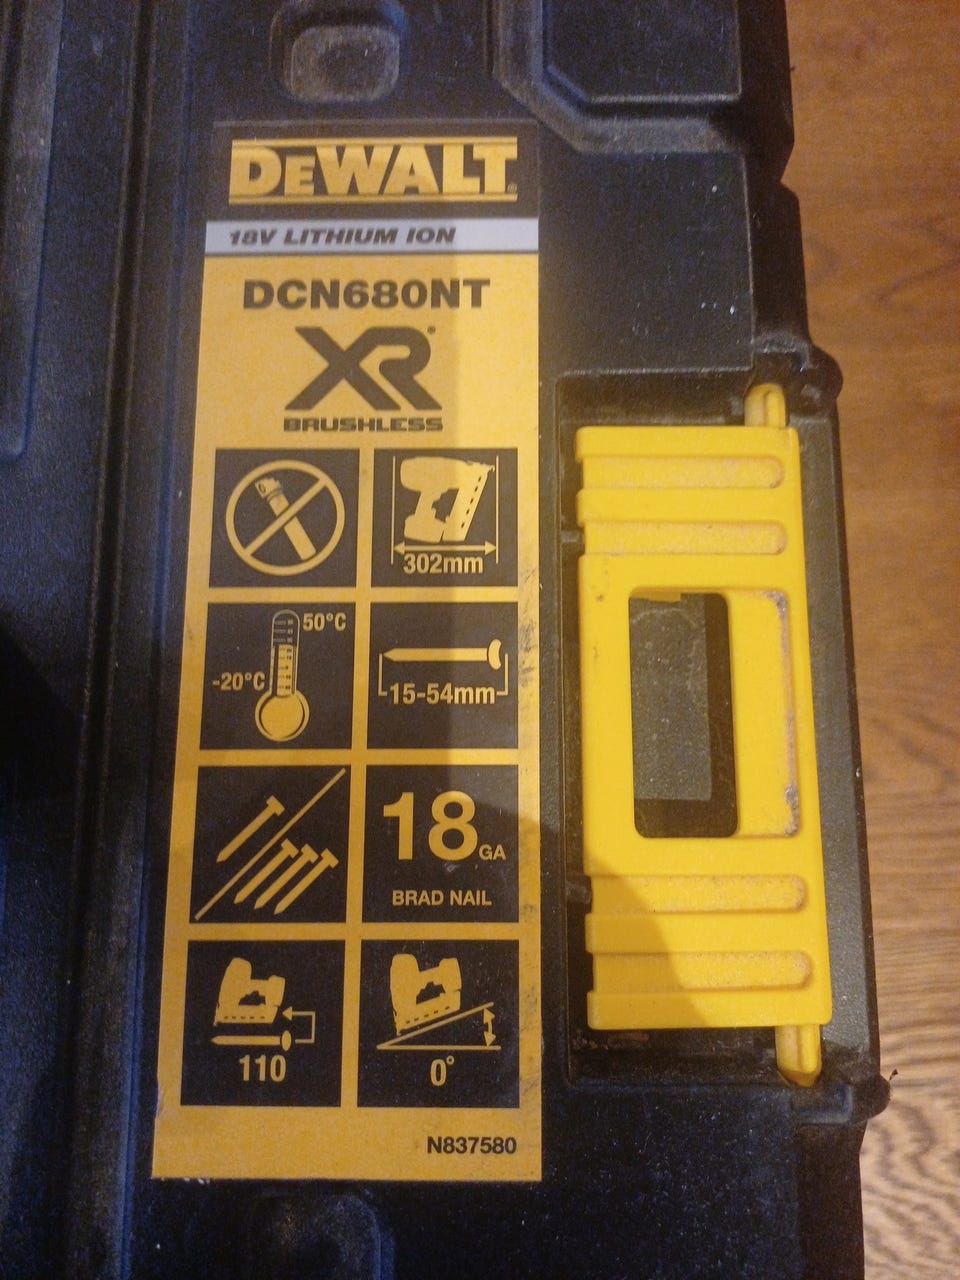 DEWALT®
18V LITHIUM ION
DCN680NT
XR®
BRUSHLESS
302mm
50°C
-20°C
15-54mm
18 GA
BRAD NAIL
110
0°
N837580